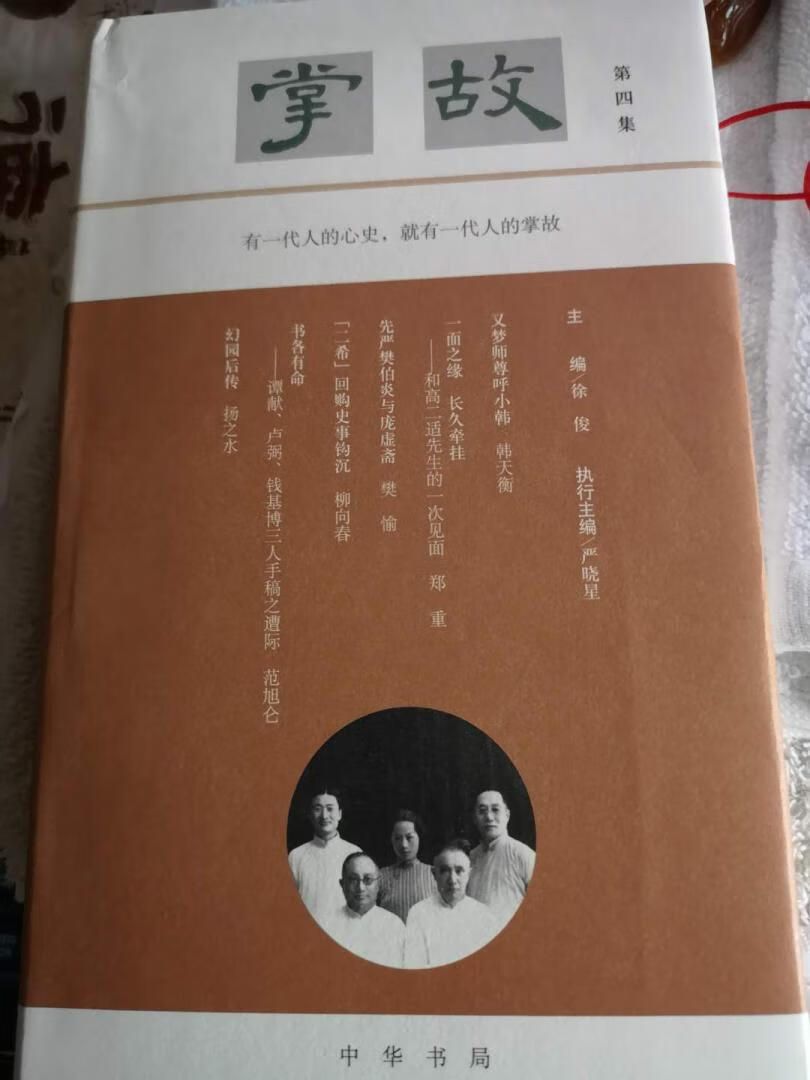 掌故
第四集
有一代人的心史，就有一代人的掌故
主 编/徐 俊 执行主编/严晓星
又梦师尊呼小韩 韩天衡
一面之缘 长久牵挂
——和高二适先生的一次见面 郑 重
先严樊伯炎与庞虚斋 樊 愉
「二希」回购史事钩沉 柳向春
书各有命
——谭献、卢弼、钱基博三人手稿之遭际 范旭仑
幻园后传 扬之水
中华书局